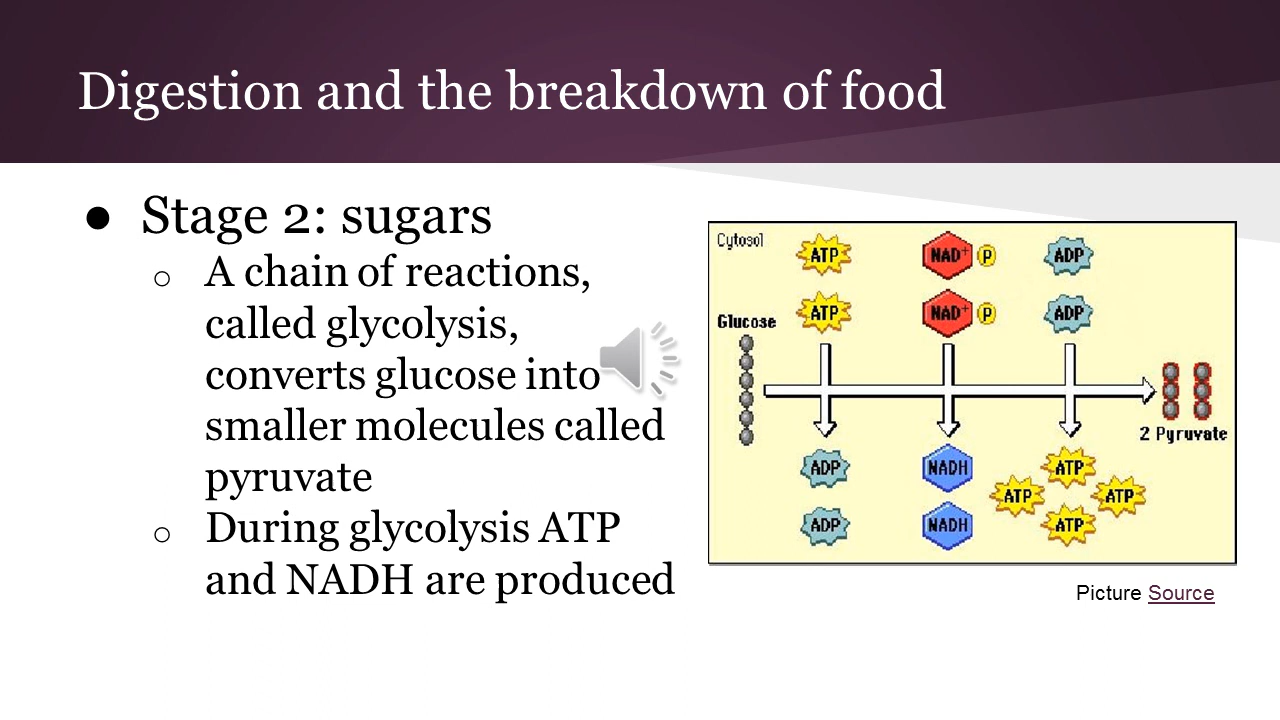 Digestion and the breakdown of food
● Stage 2: sugars
o A chain of reactions,
called glycolysis,
converts glucose into
smaller molecules called
pyruvate
o During glycolysis ATP
and NADH are produced
Cytosol
ATP NAD+ P ADP
ATP NAD+ P ADP
Glucose
2 Pyruvate
ADP NADH ATP
ATP ATP
ADP NADH ATP
Picture Source